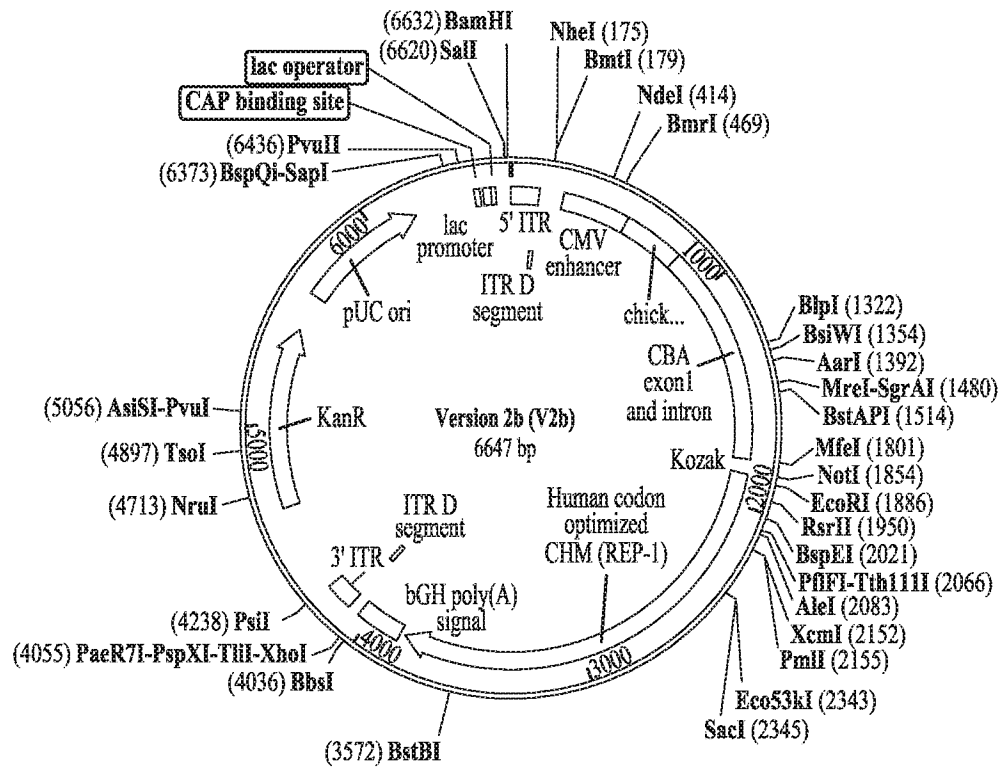 (6632) BamHI
(6620) SalI
NheI (175)
BmtI (179)
lac operator
CAP binding site
NdeI (414)
BmrI (469)
(6436) PvuII
(6373) BspQi-SapI
6000
lac
promoter
5' ITR
CMV
enhancer
1000
pUC ori
ITR D
segment
chick...
BlpI (1322)
BsiWI (1354)
AarI (1392)
MreI-SgrAI (1480)
BstAPI (1514)
CBA
exon1
and intron
(5056) AsiSI-PvuI
KanR
Version 2b (V2b)
6647 bp
(4897) TsoI
5000
Kozak
MfeI (1801)
NotI (1854)
2000
EcoRI (1886)
RsrII (1950)
BspEI (2021)
PflFI-Tth111I (2066)
AleI (2083)
XcmI (2152)
PmlI (2155)
(4713) NruI
ITR D
segment
Human codon
optimized
CHM (REP-1)
3' ITR
bGH poly(A)
signal
(4238) PsiI
(4055) PaeR7I-PspXI-TliI-XhoI
(4036) BbsI
4000
3000
Eco53kI (2343)
SacI (2345)
(3572) BstBI